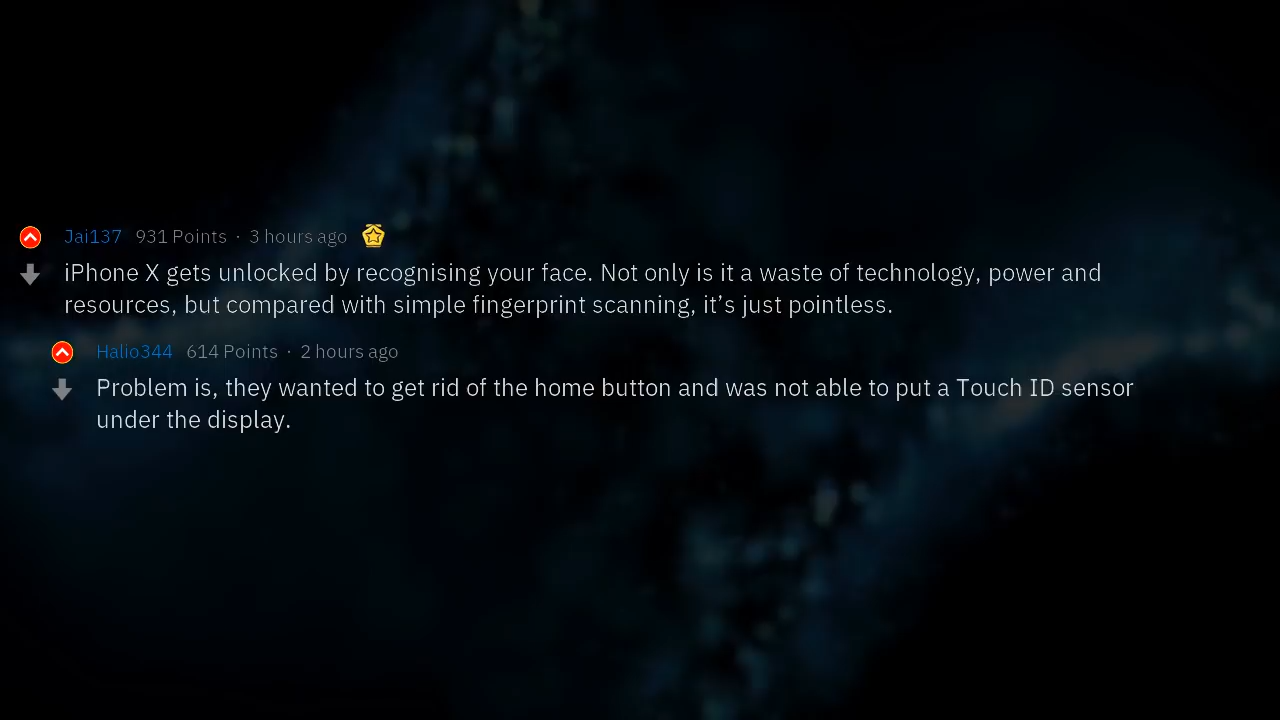 Jai137 931 Points · 3 hours ago
iPhone X gets unlocked by recognising your face. Not only is it a waste of technology, power and
resources, but compared with simple fingerprint scanning, it’s just pointless.
Halio344 614 Points · 2 hours ago
Problem is, they wanted to get rid of the home button and was not able to put a Touch ID sensor
under the display.